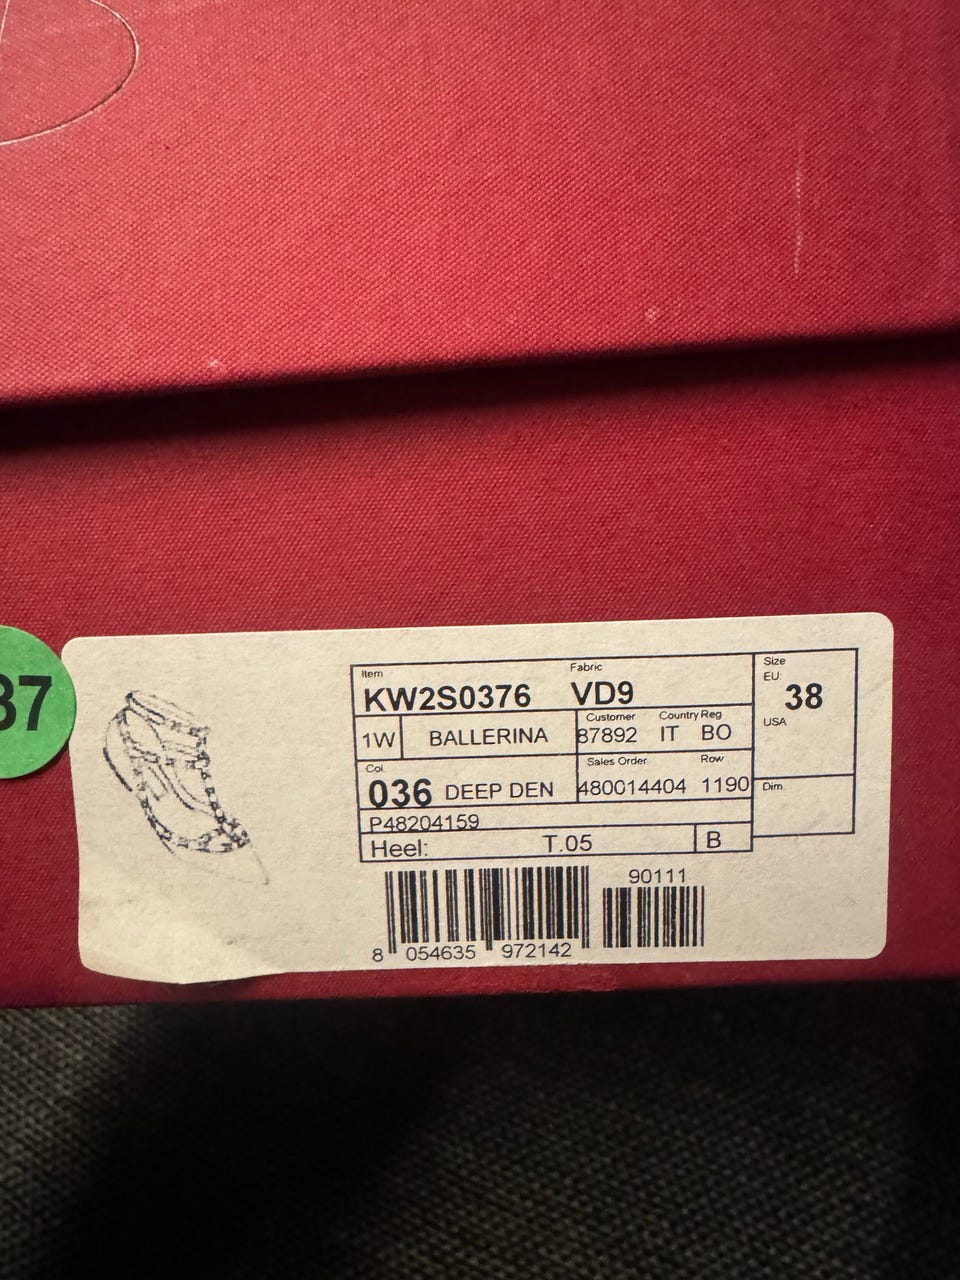 37
Item
Fabric
KW2S0376 VD9
1W BALLERINA
Customer Country Reg
87892 IT BO
Col
036 DEEP DEN
Sales Order Row
480014404 1190
P48204159
Heel: T.05 B
Size
EU:
38
USA
Dim.
90111
8 054635 972142